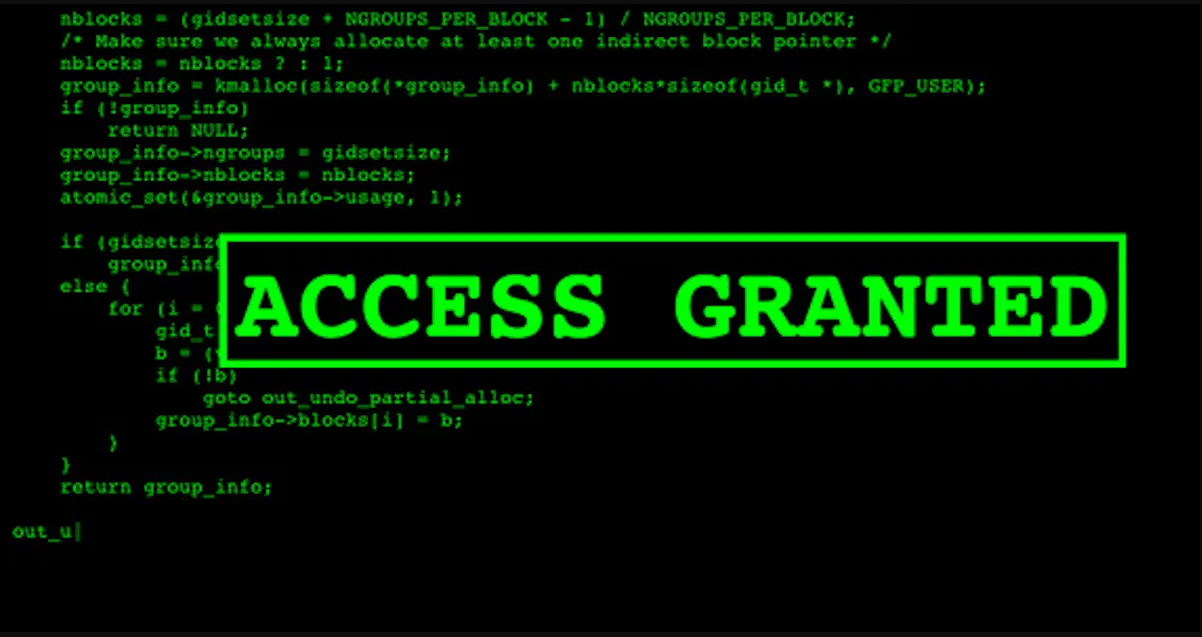 nblocks = (gidsetsize + NGROUPS_PER_BLOCK - 1) / NGROUPS_PER_BLOCK;
/* Make sure we always allocate at least one indirect block pointer */
nblocks = nblocks ? : 1;
group_info = kmalloc(sizeof(*group_info) + nblocks*sizeof(gid_t *), GFP_USER);
if (!group_info)
return NULL;
group_info->ngroups = gidsetsize;
group_info->nblocks = nblocks;
atomic_set(&group_info->usage, 1);
if (gidsetsiz
group_inf
else {
for (i =
gid_t
b = (
if (!b)
goto out_undo_partial_alloc;
group_info->blocks[i] = b;
}
}
return group_info;
out_u
ACCESS GRANTED